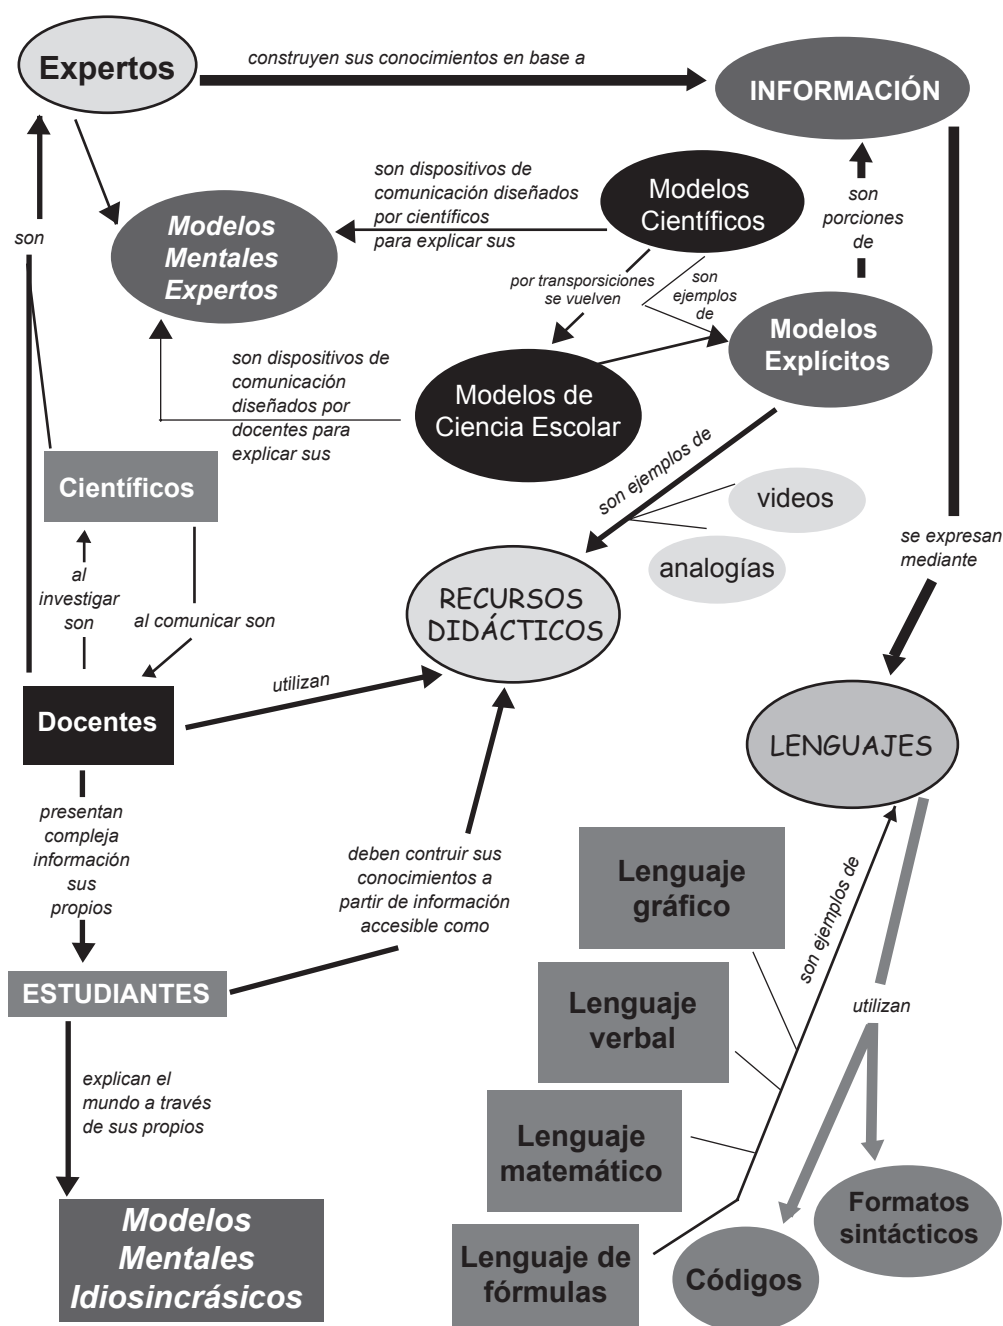 Expertos
construyen sus conocimientos en base a
INFORMACIÓN
son dispositivos de
comunicación diseñados
por científicos
para explicar sus
Modelos
Científicos
son
porciones
de
son
Modelos
Mentales
Expertos
por transporsiciones
se vuelven
son
ejemplos
de
Modelos
Explícitos
son dispositivos de
comunicación
diseñados por
docentes para
explicar sus
Modelos de
Ciencia Escolar
son ejemplos de
Científicos
videos
analogías
se expresan
mediante
al
investigar
son
al comunicar son
RECURSOS
DIDÁCTICOS
utilizan
Docentes
LENGUAJES
presentan
compleja
información
sus
propios
deben contruir sus
conocimientos a
partir de información
accesible como
Lenguaje
gráfico
son ejemplos de
ESTUDIANTES
Lenguaje
verbal
utilizan
explican el
mundo a través
de sus propios
Lenguaje
matemático
Modelos
Mentales
Idiosincrásicos
Lenguaje de
fórmulas
Códigos
Formatos
sintácticos